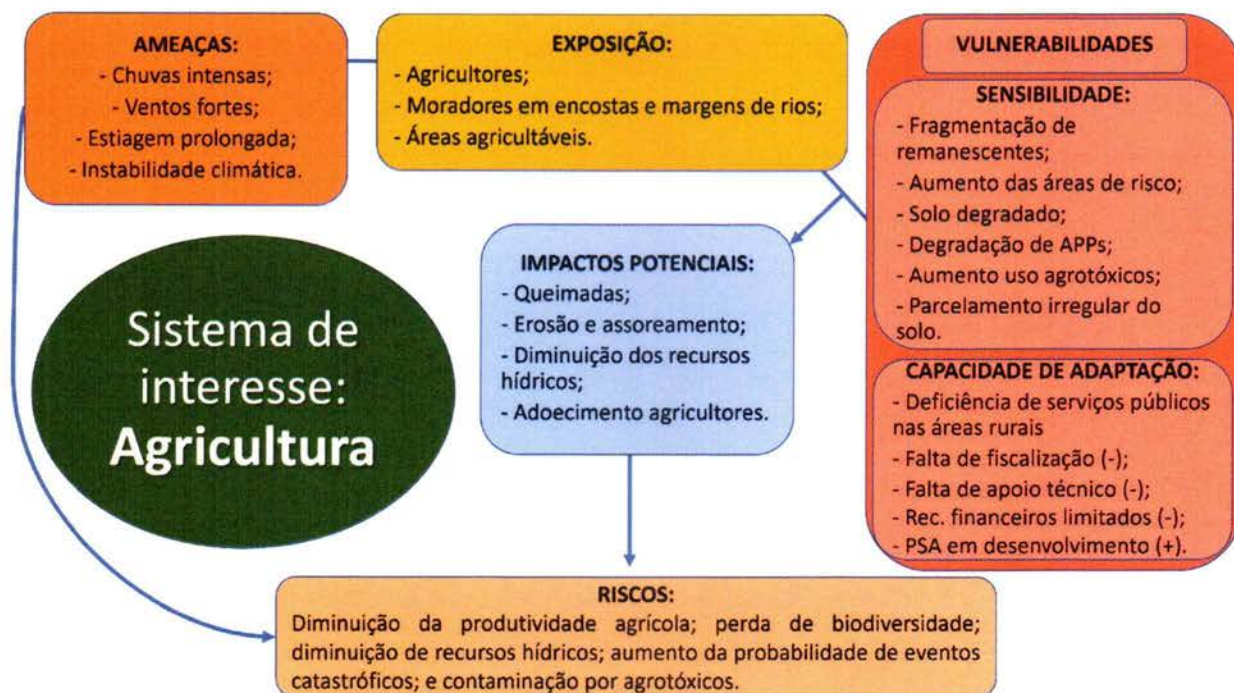 AMEAÇAS:
- Chuvas intensas;
- Ventos fortes;
- Estiagem prolongada;
- Instabilidade climática.
EXPOSIÇÃO:
- Agricultores;
- Moradores em encostas e margens de rios;
- Áreas agricultáveis.
VULNERABILIDADES
SENSIBILIDADE:
- Fragmentação de
remanescentes;
- Aumento das áreas de risco;
- Solo degradado;
- Degradação de APPs;
- Aumento uso agrotóxicos;
- Parcelamento irregular do
solo.
CAPACIDADE DE ADAPTAÇÃO:
- Deficiência de serviços públicos
nas áreas rurais
- Falta de fiscalização (-);
- Falta de apoio técnico (-);
- Rec. financeiros limitados (-);
- PSA em desenvolvimento (+).
IMPACTOS POTENCIAIS:
- Queimadas;
- Erosão e assoreamento;
- Diminuição dos recursos
hídricos;
- Adoecimento agricultores.
Sistema de
interesse:
Agricultura
RISCOS:
Diminuição da produtividade agrícola; perda de biodiversidade;
diminuição de recursos hídricos; aumento da probabilidade de eventos
catastróficos; e contaminação por agrotóxicos.